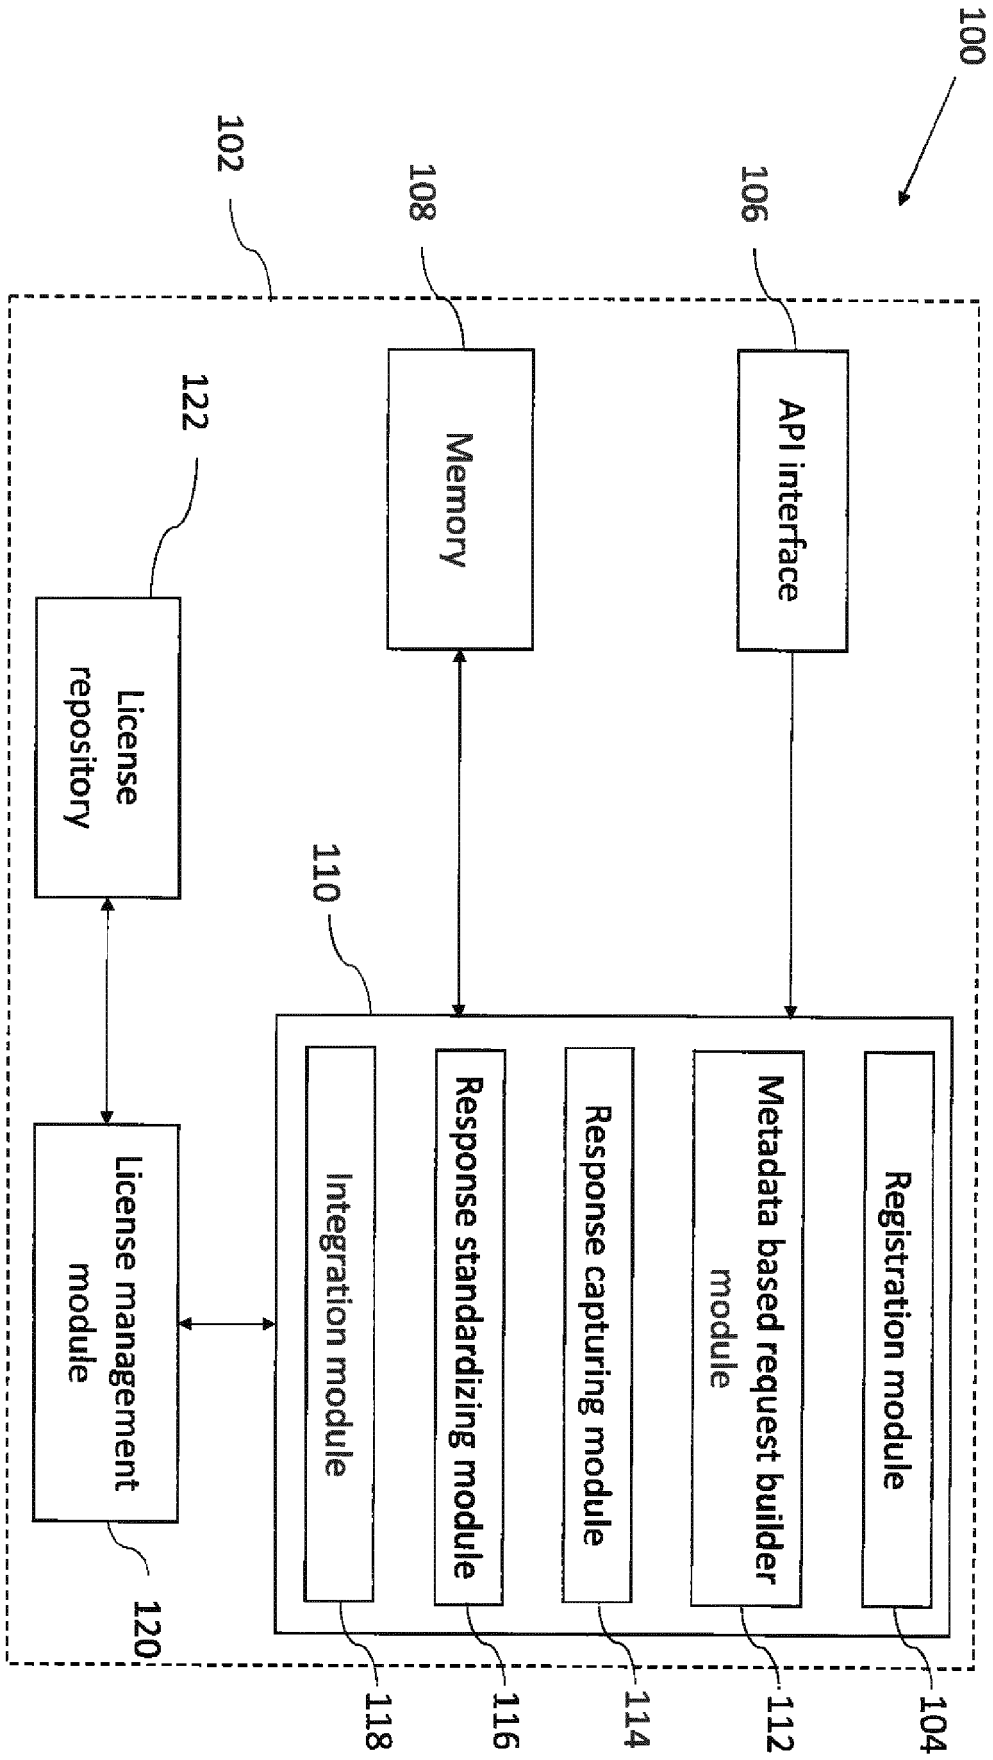 100
102
106
API interface
108
Memory
110
Registration module
104
Metadata based request builder
module
112
Response capturing module
114
Response standardizing module
116
Integration module
118
122
License
repository
License management
module
120